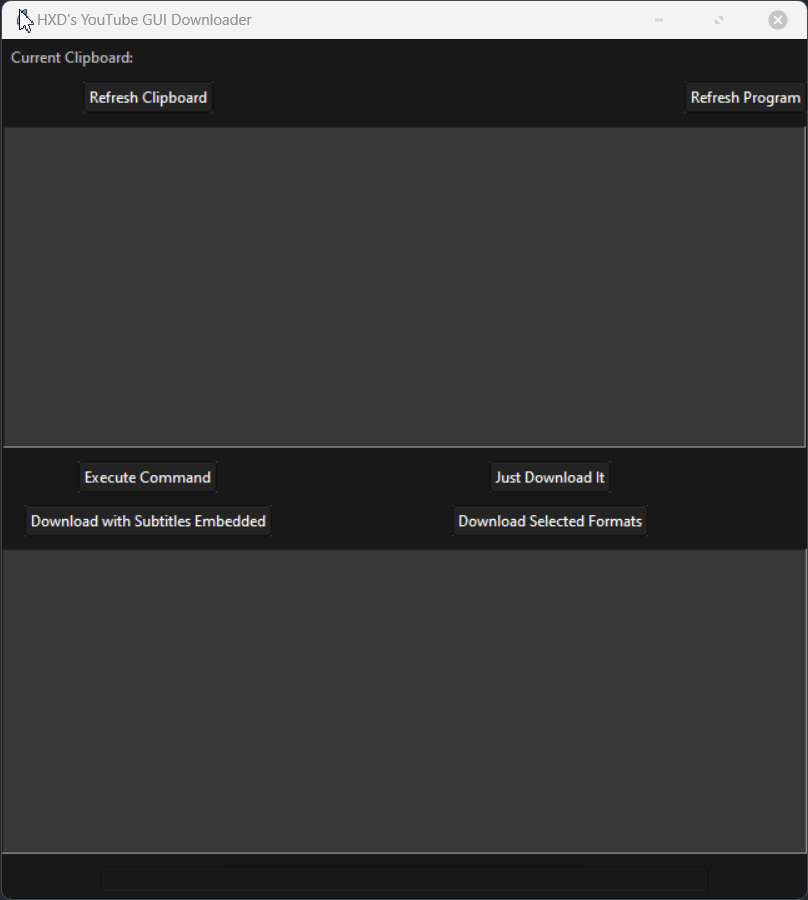 HXD's YouTube GUI Downloader
Current Clipboard:
Refresh Clipboard Refresh Program
Execute Command Just Download It
Download with Subtitles Embedded Download Selected Formats